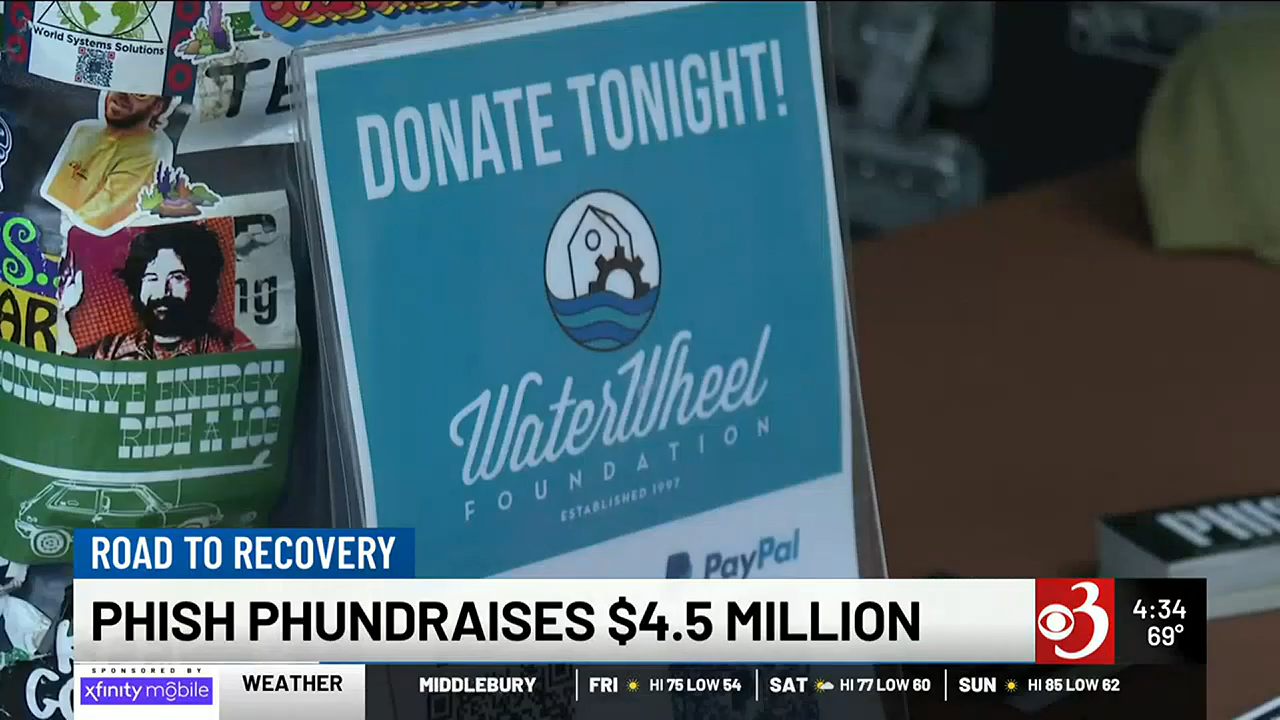 World Systems Solutions
DONATE TONIGHT!
WaterWheel
FOUNDATION
ESTABLISHED 1997
PayPal
CONSERVE ENERGY
RIDE A LOG
ROAD TO RECOVERY
PHISH PHUNDRAISES $4.5 MILLION
3
4:34
69°
SPONSORED BY
xfinity mobile
WEATHER
MIDDLEBURY
FRI HI 75 LOW 54
SAT HI 77 LOW 60
SUN HI 85 LOW 62